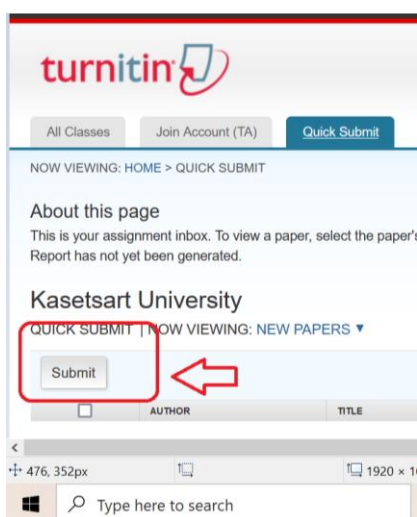 turnitin
All Classes Join Account (TA) Quick Submit
NOW VIEWING: HOME > QUICK SUBMIT
About this page
This is your assignment inbox. To view a paper, select the paper's
Report has not yet been generated.
Kasetsart University
QUICK SUBMIT | NOW VIEWING: NEW PAPERS ▼
Submit
AUTHOR TITLE
476, 352px 1920 ×
Type here to search